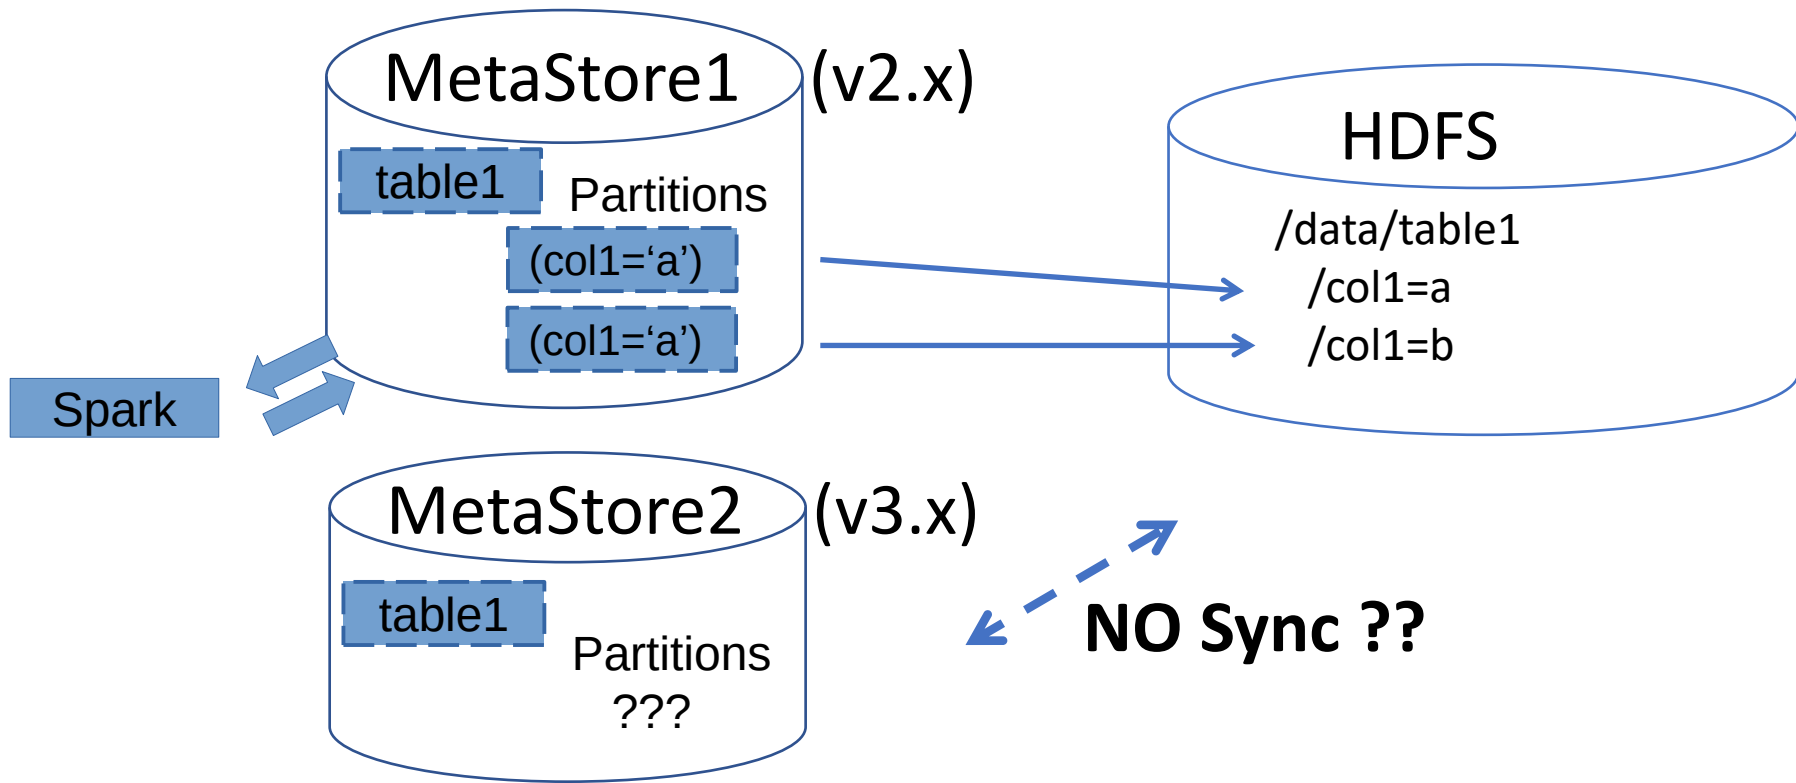 MetaStore1 (v2.x)
table1
Partitions
(col1=‘a’)
(col1=‘a’)
HDFS
/data/table1
/col1=a
/col1=b
Spark
MetaStore2 (v3.x)
table1
Partitions
???
NO Sync ??